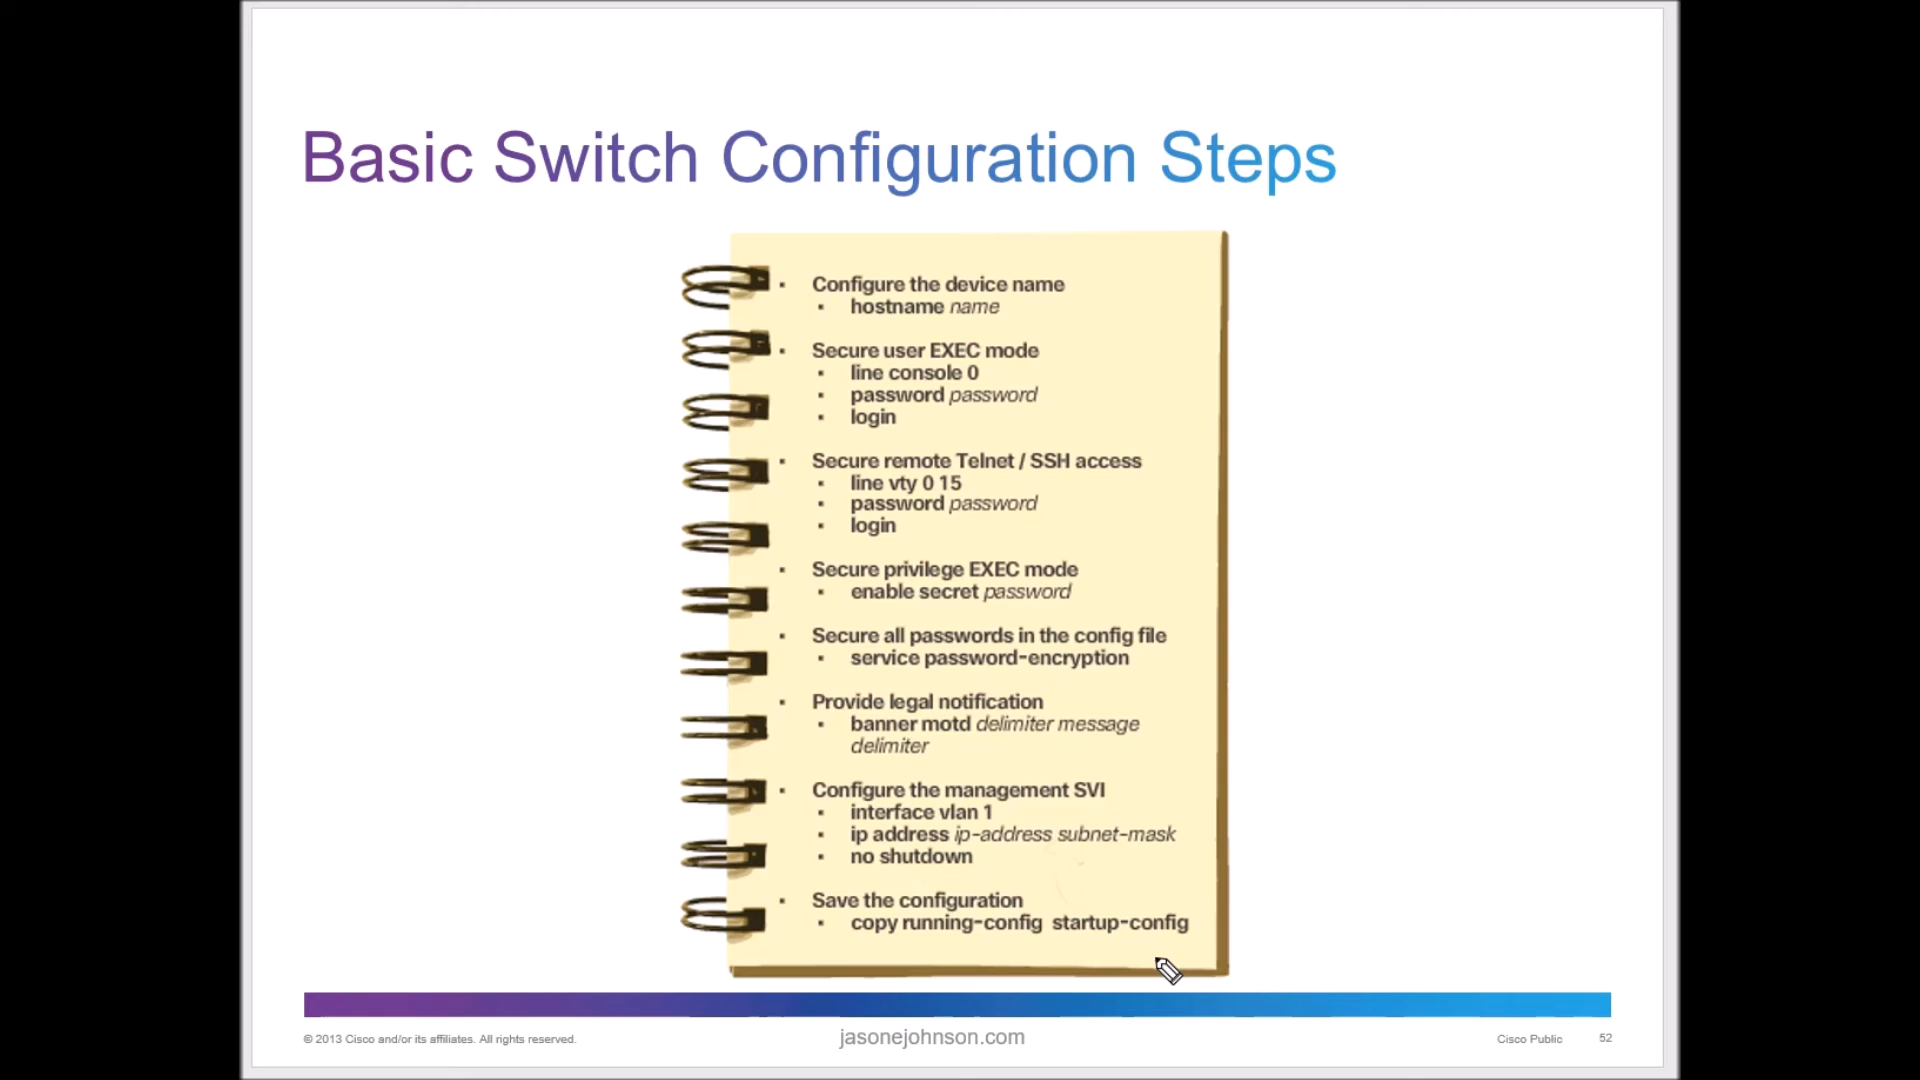 Basic Switch Configuration Steps
▪ Configure the device name
▪ hostname name
▪ Secure user EXEC mode
▪ line console 0
▪ password password
▪ login
▪ Secure remote Telnet / SSH access
▪ line vty 0 15
▪ password password
▪ login
▪ Secure privilege EXEC mode
▪ enable secret password
▪ Secure all passwords in the config file
▪ service password-encryption
▪ Provide legal notification
▪ banner motd delimiter message
delimiter
▪ Configure the management SVI
▪ interface vlan 1
▪ ip address ip-address subnet-mask
▪ no shutdown
▪ Save the configuration
▪ copy running-config startup-config
© 2013 Cisco and/or its affiliates. All rights reserved.
jasonejohnson.com
Cisco Public
52